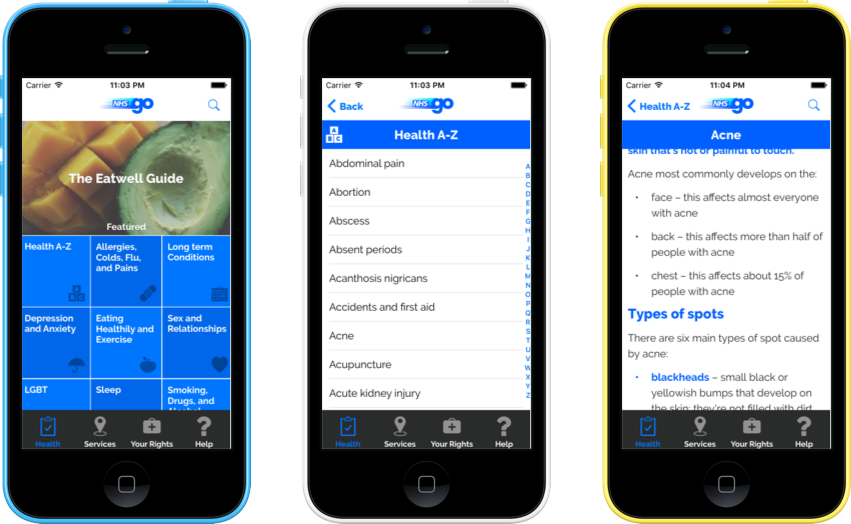 Carrier 11:03 PM
NHS go
The Eatwell Guide
Featured
Health A-Z
Allergies,
Colds, Flu,
and Pains
Long term
Conditions
Depression
and Anxiety
Eating
Healthily and
Exercise
Sex and
Relationships
LGBT
Sleep
Smoking,
Drugs, and
Alcohol
Health Services Your Rights Help
Carrier 11:03 PM
Back NHS go
A B C
Health A-Z
Abdominal pain
Abortion
Abscess
Absent periods
Acanthosis nigricans
Accidents and first aid
Acne
Acupuncture
Acute kidney injury
A
B
C
D
E
F
G
H
I
J
K
L
M
N
O
P
Q
R
S
T
U
V
W
X
Y
Z
Health Services Your Rights Help
Carrier 11:04 PM
Health A-Z NHS go
Acne
skin that's hot or painful to touch.
Acne most commonly develops on the:
• face – this affects almost everyone
with acne
• back – this affects more than half of
people with acne
• chest – this affects about 15% of
people with acne
Types of spots
There are six main types of spot caused
by acne:
• blackheads – small black or
yellowish bumps that develop on
the skin; they're not filled with dirt,
Health Services Your Rights Help